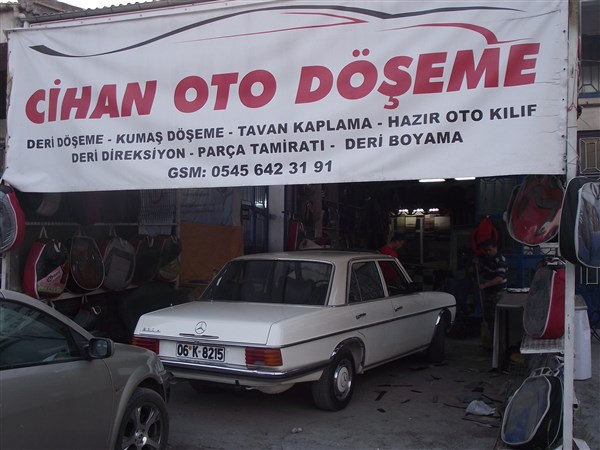 CİHAN OTO DÖŞEME
DERİ DÖŞEME - KUMAŞ DÖŞEME - TAVAN KAPLAMA - HAZIR OTO KILIF
DERİ DİREKSİYON - PARÇA TAMİRATI - DERİ BOYAMA
GSM: 0545 642 31 91
06 K 8215